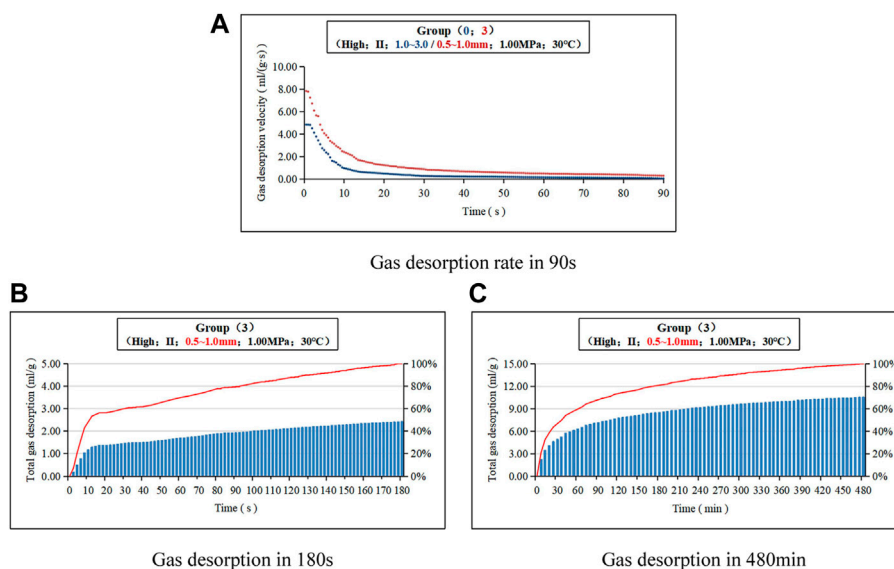 A
Group（0；3）
（High；II；1.0~3.0 / 0.5~1.0mm；1.00MPa；30℃）
Gas desorption velocity ( ml/(g·s) )
10.00
8.00
6.00
4.00
2.00
0.00
0 10 20 30 40 50 60 70 80 90
Time ( s )
Gas desorption rate in 90s
B
Group（3）
（High；II；0.5~1.0mm；1.00MPa；30℃）
Total gas desorption (ml/g)
5.00 100%
4.00 80%
3.00 60%
2.00 40%
1.00 20%
0.00 0%
0 10 20 30 40 50 60 70 80 90 100 110 120 130 140 150 160 170 180
Time ( s )
Gas desorption in 180s
C
Group（3）
（High；II；0.5~1.0mm；1.00MPa；30℃）
Total gas desorption (ml/g)
15.00 100%
12.00 80%
9.00 60%
6.00 40%
3.00 20%
0.00 0%
0 30 60 90 120 150 180 210 240 270 300 330 360 390 420 450 480
Time ( min )
Gas desorption in 480min